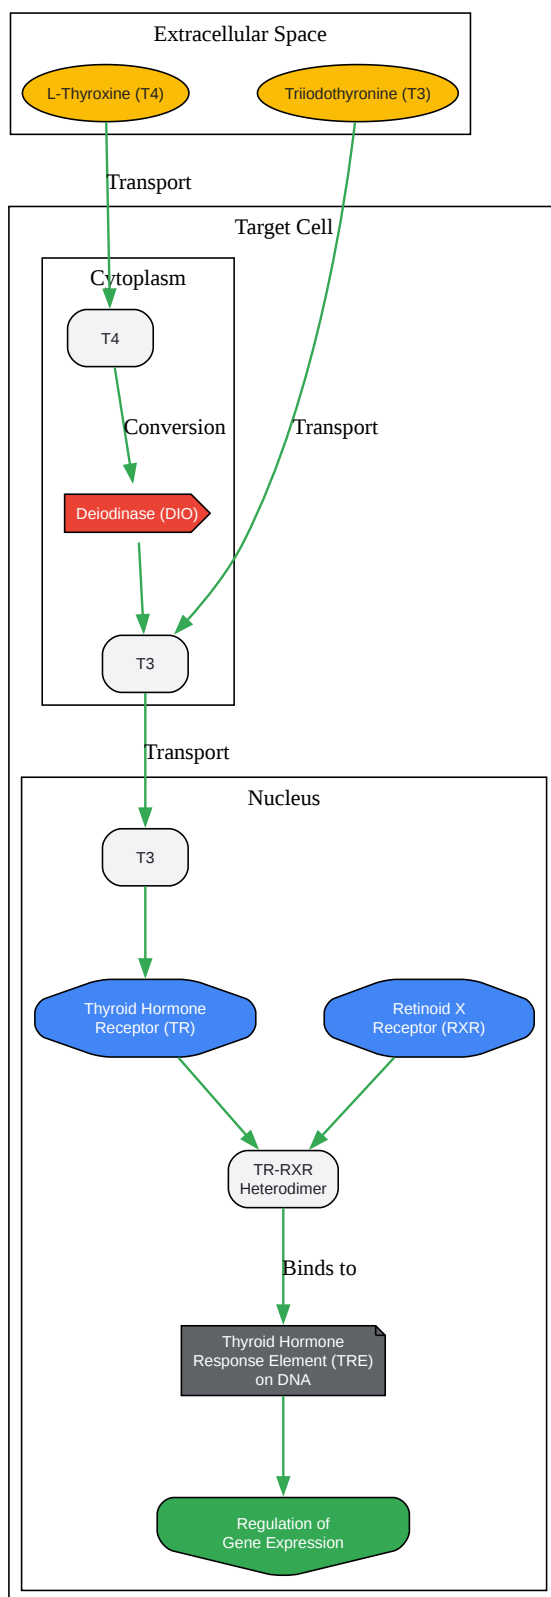 Extracellular Space
L-Thyroxine (T4)
Triiodothyronine (T3)
Transport
Target Cell
Cytoplasm
T4
Conversion
Transport
Deiodinase (DIO)
T3
Transport
Nucleus
T3
Thyroid Hormone
Receptor (TR)
Retinoid X
Receptor (RXR)
TR-RXR
Heterodimer
Binds to
Thyroid Hormone
Response Element (TRE)
on DNA
Regulation of
Gene Expression